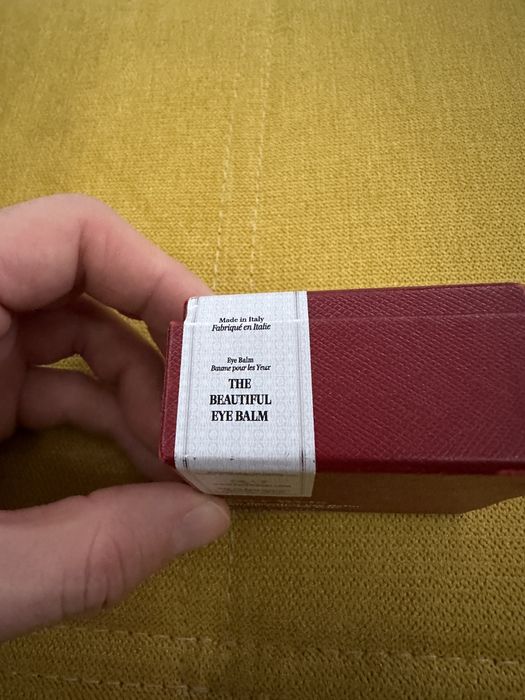 Made in Italy
Fabriqué en Italie
Eye Balm
Baume pour les Yeux
THE
BEAUTIFUL
EYE BALM